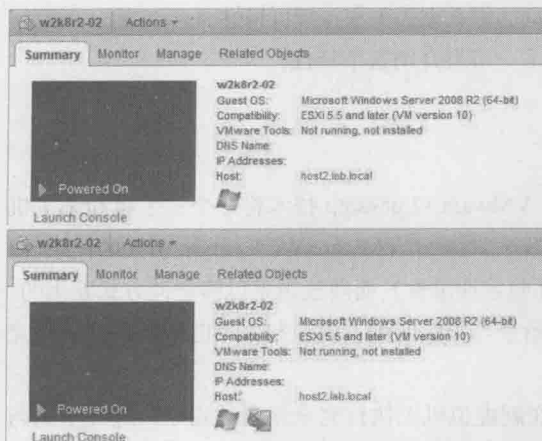 w2k8r2-02 Actions
Summary Monitor Manage Related Objects
w2k8r2-02
Guest OS: Microsoft Windows Server 2008 R2 (64-bit)
Compatibility: ESXi 5.5 and later (VM version 10)
VMware Tools: Not running, not installed
DNS Name:
IP Addresses:
Host: host2.lab.local
Powered On
Launch Console
w2k8r2-02 Actions
Summary Monitor Manage Related Objects
w2k8r2-02
Guest OS: Microsoft Windows Server 2008 R2 (64-bit)
Compatibility: ESXi 5.5 and later (VM version 10)
VMware Tools: Not running, not installed
DNS Name:
IP Addresses:
Host: host2.lab.local
Powered On
Launch Console